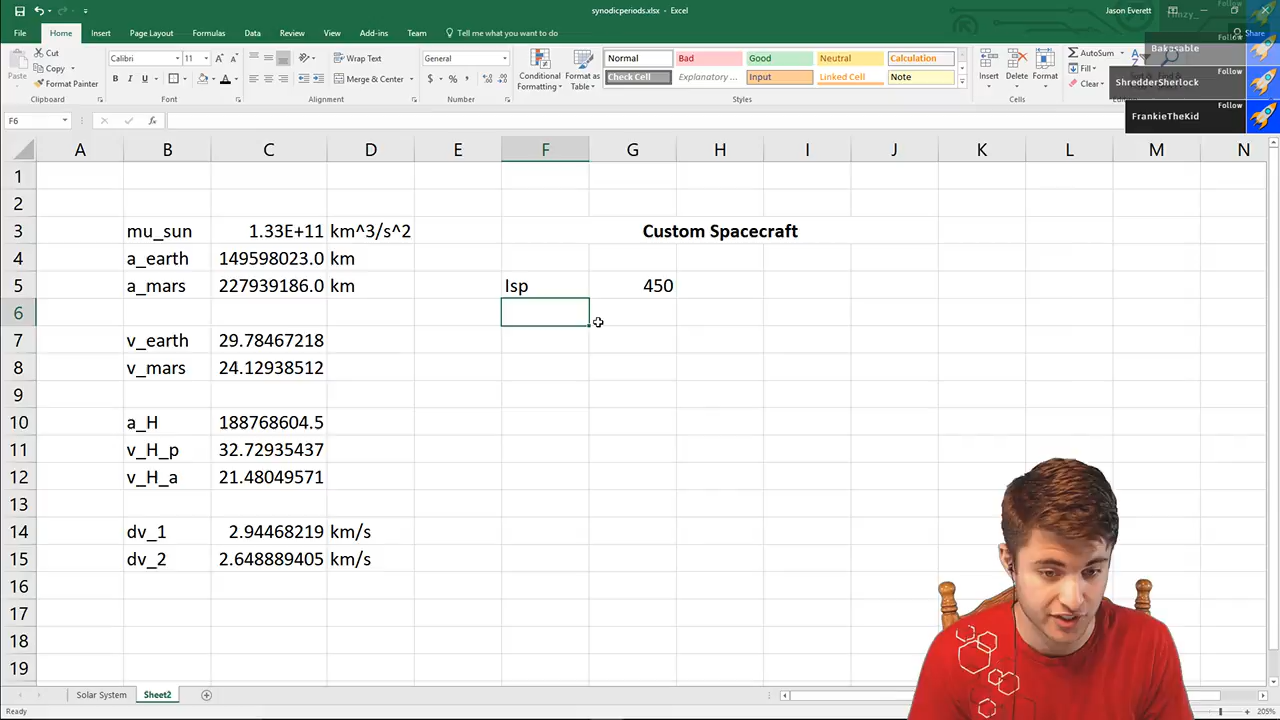 synodicperiods.xlsx - Excel
Jason Everett
File Home Insert Page Layout Formulas Data Review View Add-ins Team Tell me what you want to do
Share
Paste
Cut
Copy
Format Painter
Clipboard
Calibri 11
B I U
Font
Wrap Text
Merge & Center
Alignment
General
$ % ,
Number
Conditional Formatting
Format as Table
Normal Bad Good Neutral Calculation
Check Cell Explanatory ... Input Linked Cell Note
Styles
Insert Delete Format
Cells
AutoSum
Fill
Clear
Follow
Bakasable
Follow
ShredderSherlock
Follow
FrankieTheKid
F6
fx
A B C D E F G H I J K L M N
1
2
3 mu_sun 1.33E+11 km^3/s^2 Custom Spacecraft
4 a_earth 149598023.0 km
5 a_mars 227939186.0 km Isp 450
6
7 v_earth 29.78467218
8 v_mars 24.12938512
9
10 a_H 188768604.5
11 v_H_p 32.72935437
12 v_H_a 21.48049571
13
14 dv_1 2.94468219 km/s
15 dv_2 2.648889405 km/s
16
17
18
19
Solar System Sheet2
Ready
205%